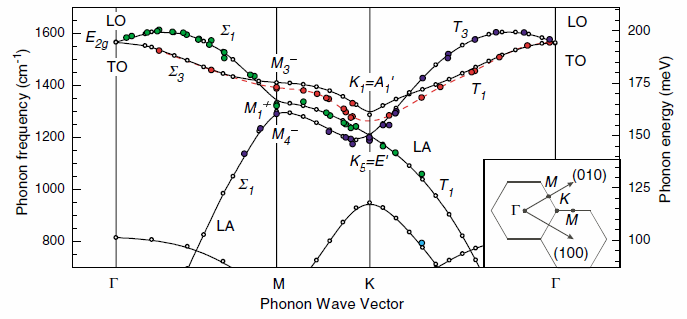 LO
E2g
TO
Σ1
Σ3
M3−
M1+
M4−
Σ1
LA
K1=A1'
K5=E'
T3
T1
LA
T1
LO
TO
1600
1400
1200
1000
800
Phonon frequency (cm-1)
200
175
150
125
100
Phonon energy (meV)
M
(010)
Γ
K
M
(100)
Γ
M
K
Γ
Phonon Wave Vector